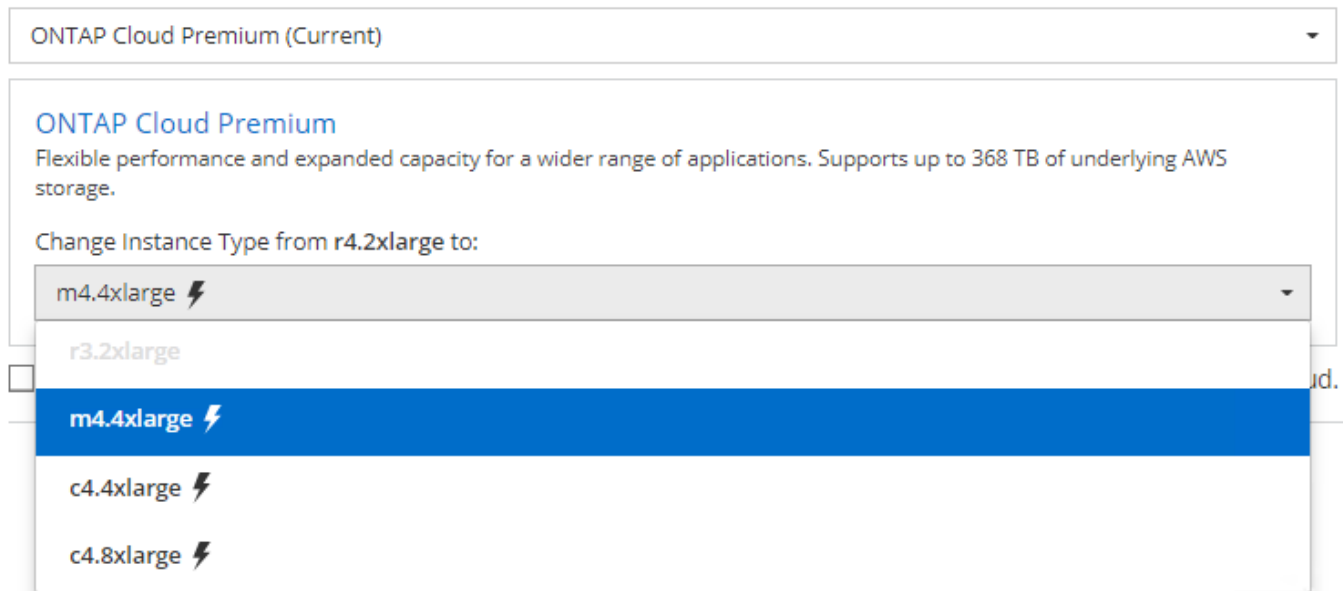 ONTAP Cloud Premium (Current)
ONTAP Cloud Premium
Flexible performance and expanded capacity for a wider range of applications. Supports up to 368 TB of underlying AWS
storage.
Change Instance Type from r4.2xlarge to:
m4.4xlarge
r3.2xlarge
m4.4xlarge
c4.4xlarge
c4.8xlarge